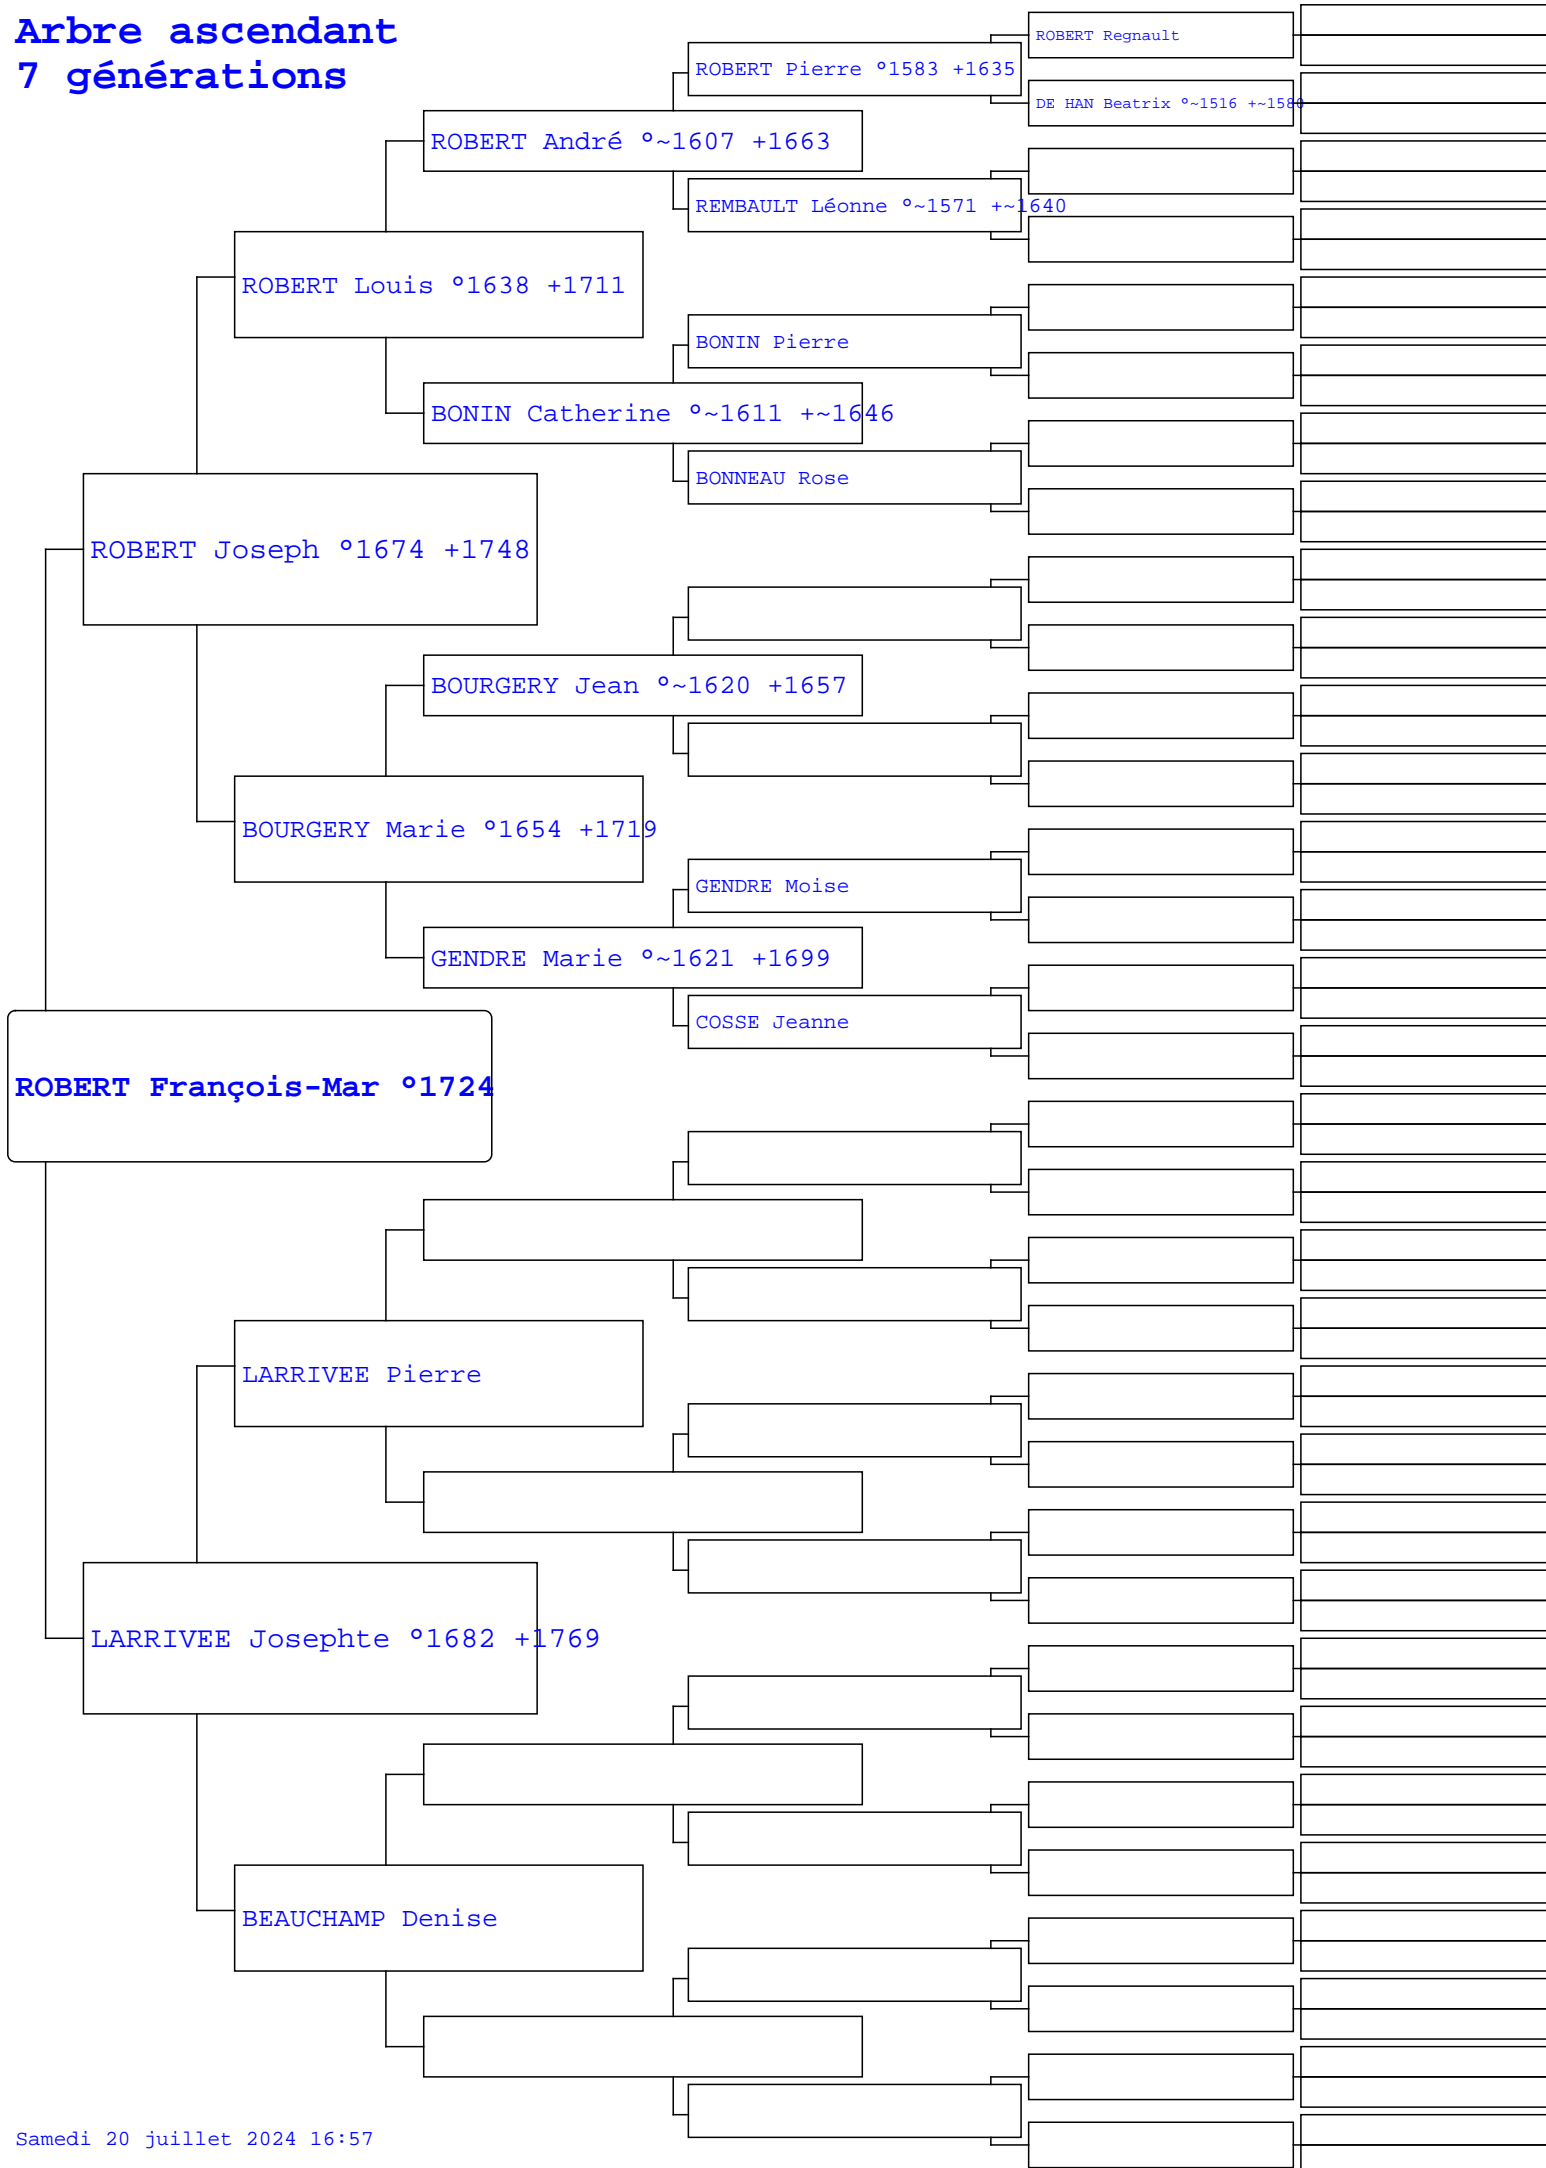 Arbre ascendant
7 générations
ROBERT Regnault
ROBERT Pierre °1583 +1635
DE HAN Beatrix °~1516 +~1580
ROBERT André °~1607 +1663
REMBAULT Léonne °~1571 +~1640
ROBERT Louis °1638 +1711
BONIN Pierre
BONIN Catherine °~1611 +~1646
BONNEAU Rose
ROBERT Joseph °1674 +1748
BOURGERY Jean °~1620 +1657
BOURGERY Marie °1654 +1719
GENDRE Moise
GENDRE Marie °~1621 +1699
COSSE Jeanne
ROBERT François-Mar °1724
LARRIVEE Pierre
LARRIVEE Josephte °1682 +1769
BEAUCHAMP Denise
Samedi 20 juillet 2024 16:57